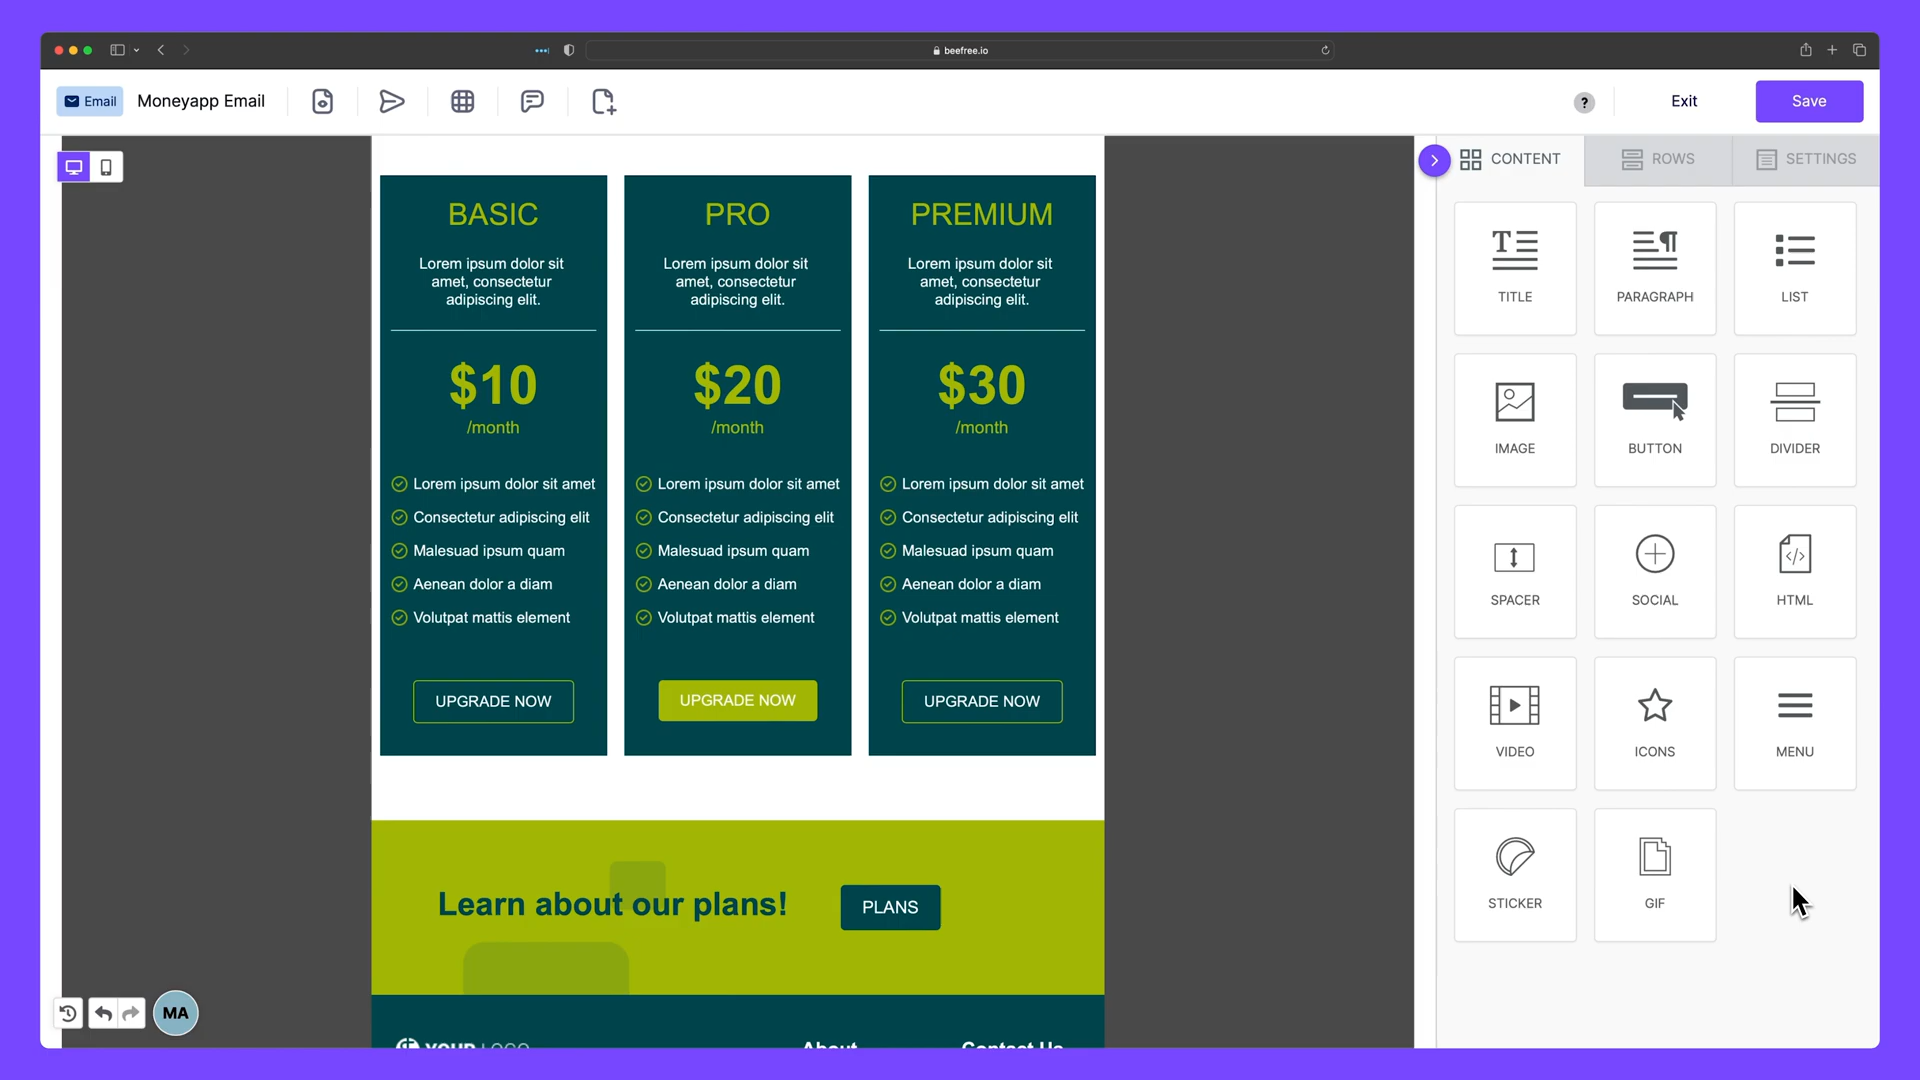 beefree.io
Email
Moneyapp Email
?
Exit
Save
CONTENT
ROWS
SETTINGS
BASIC
Lorem ipsum dolor sit
amet, consectetur
adipiscing elit.
$10
/month
Lorem ipsum dolor sit amet
Consectetur adipiscing elit
Malesuad ipsum quam
Aenean dolor a diam
Volutpat mattis element
UPGRADE NOW
PRO
Lorem ipsum dolor sit
amet, consectetur
adipiscing elit.
$20
/month
Lorem ipsum dolor sit amet
Consectetur adipiscing elit
Malesuad ipsum quam
Aenean dolor a diam
Volutpat mattis element
UPGRADE NOW
PREMIUM
Lorem ipsum dolor sit
amet, consectetur
adipiscing elit.
$30
/month
Lorem ipsum dolor sit amet
Consectetur adipiscing elit
Malesuad ipsum quam
Aenean dolor a diam
Volutpat mattis element
UPGRADE NOW
Learn about our plans!
PLANS
YOUR LOGO
About
Contact Us
MA
TITLE
PARAGRAPH
LIST
IMAGE
BUTTON
DIVIDER
SPACER
SOCIAL
HTML
VIDEO
ICONS
MENU
STICKER
GIF